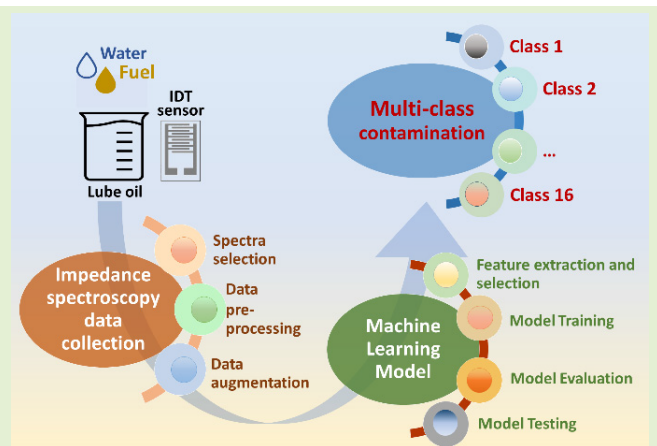 Water
Fuel
IDT
sensor
Lube oil
Impedance
spectroscopy
data
collection
Spectra
selection
Data
pre-
processing
Data
augmentation
Machine
Learning
Model
Feature extraction and
selection
Model Training
Model Evaluation
Model Testing
Multi-class
contamination
Class 1
Class 2
...
Class 16